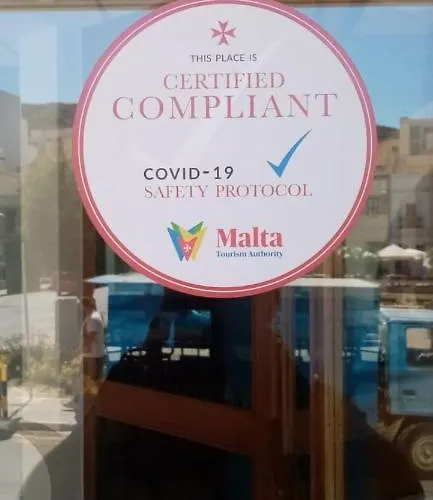 THIS PLACE IS
CERTIFIED
COMPLIANT
COVID-19
SAFETY PROTOCOL
Malta
Tourism Authority